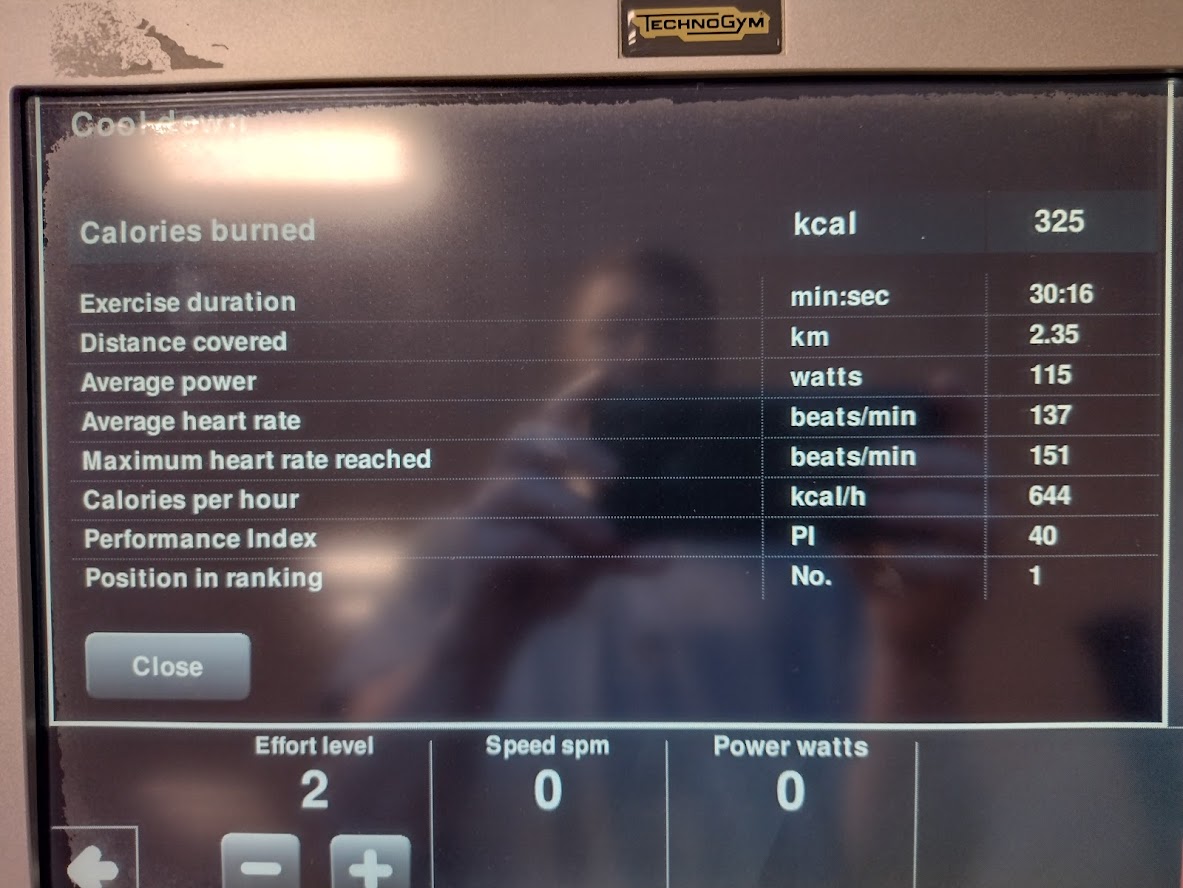 TECHNOGYM
Cool down
Calories burned kcal 325
Exercise duration min:sec 30:16
Distance covered km 2.35
Average power watts 115
Average heart rate beats/min 137
Maximum heart rate reached beats/min 151
Calories per hour kcal/h 644
Performance Index PI 40
Position in ranking No. 1
Close
Effort level Speed spm Power watts
2 0 0